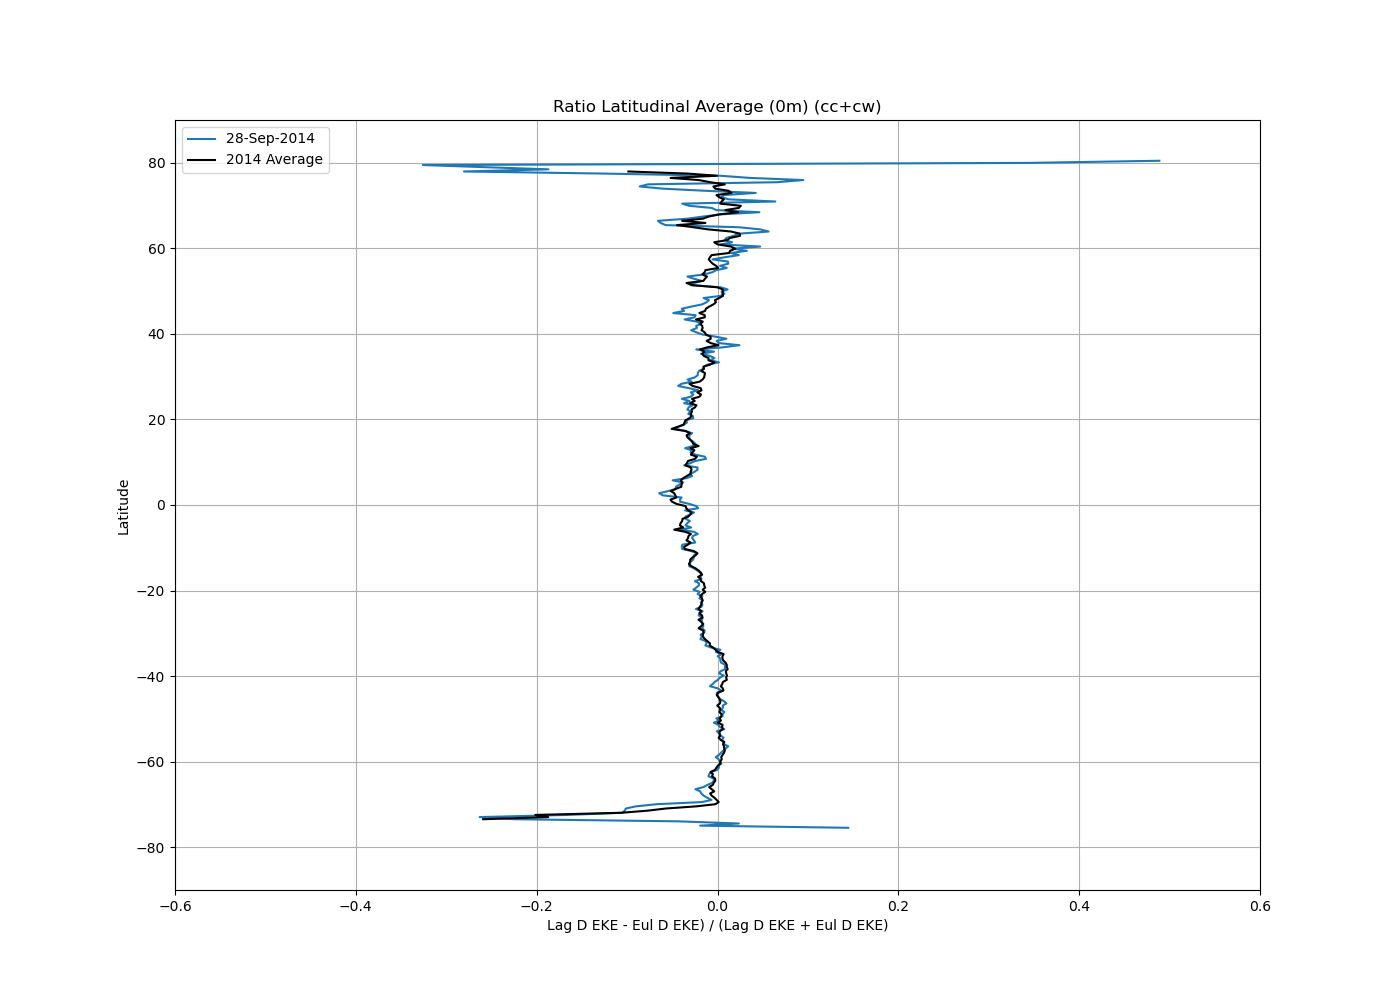 Ratio Latitudinal Average (0m) (cc+cw)
28-Sep-2014
2014 Average
80
60
40
20
0
−20
−40
−60
−80
Latitude
−0.6 −0.4 −0.2 0.0 0.2 0.4 0.6
Lag D EKE - Eul D EKE) / (Lag D EKE + Eul D EKE)